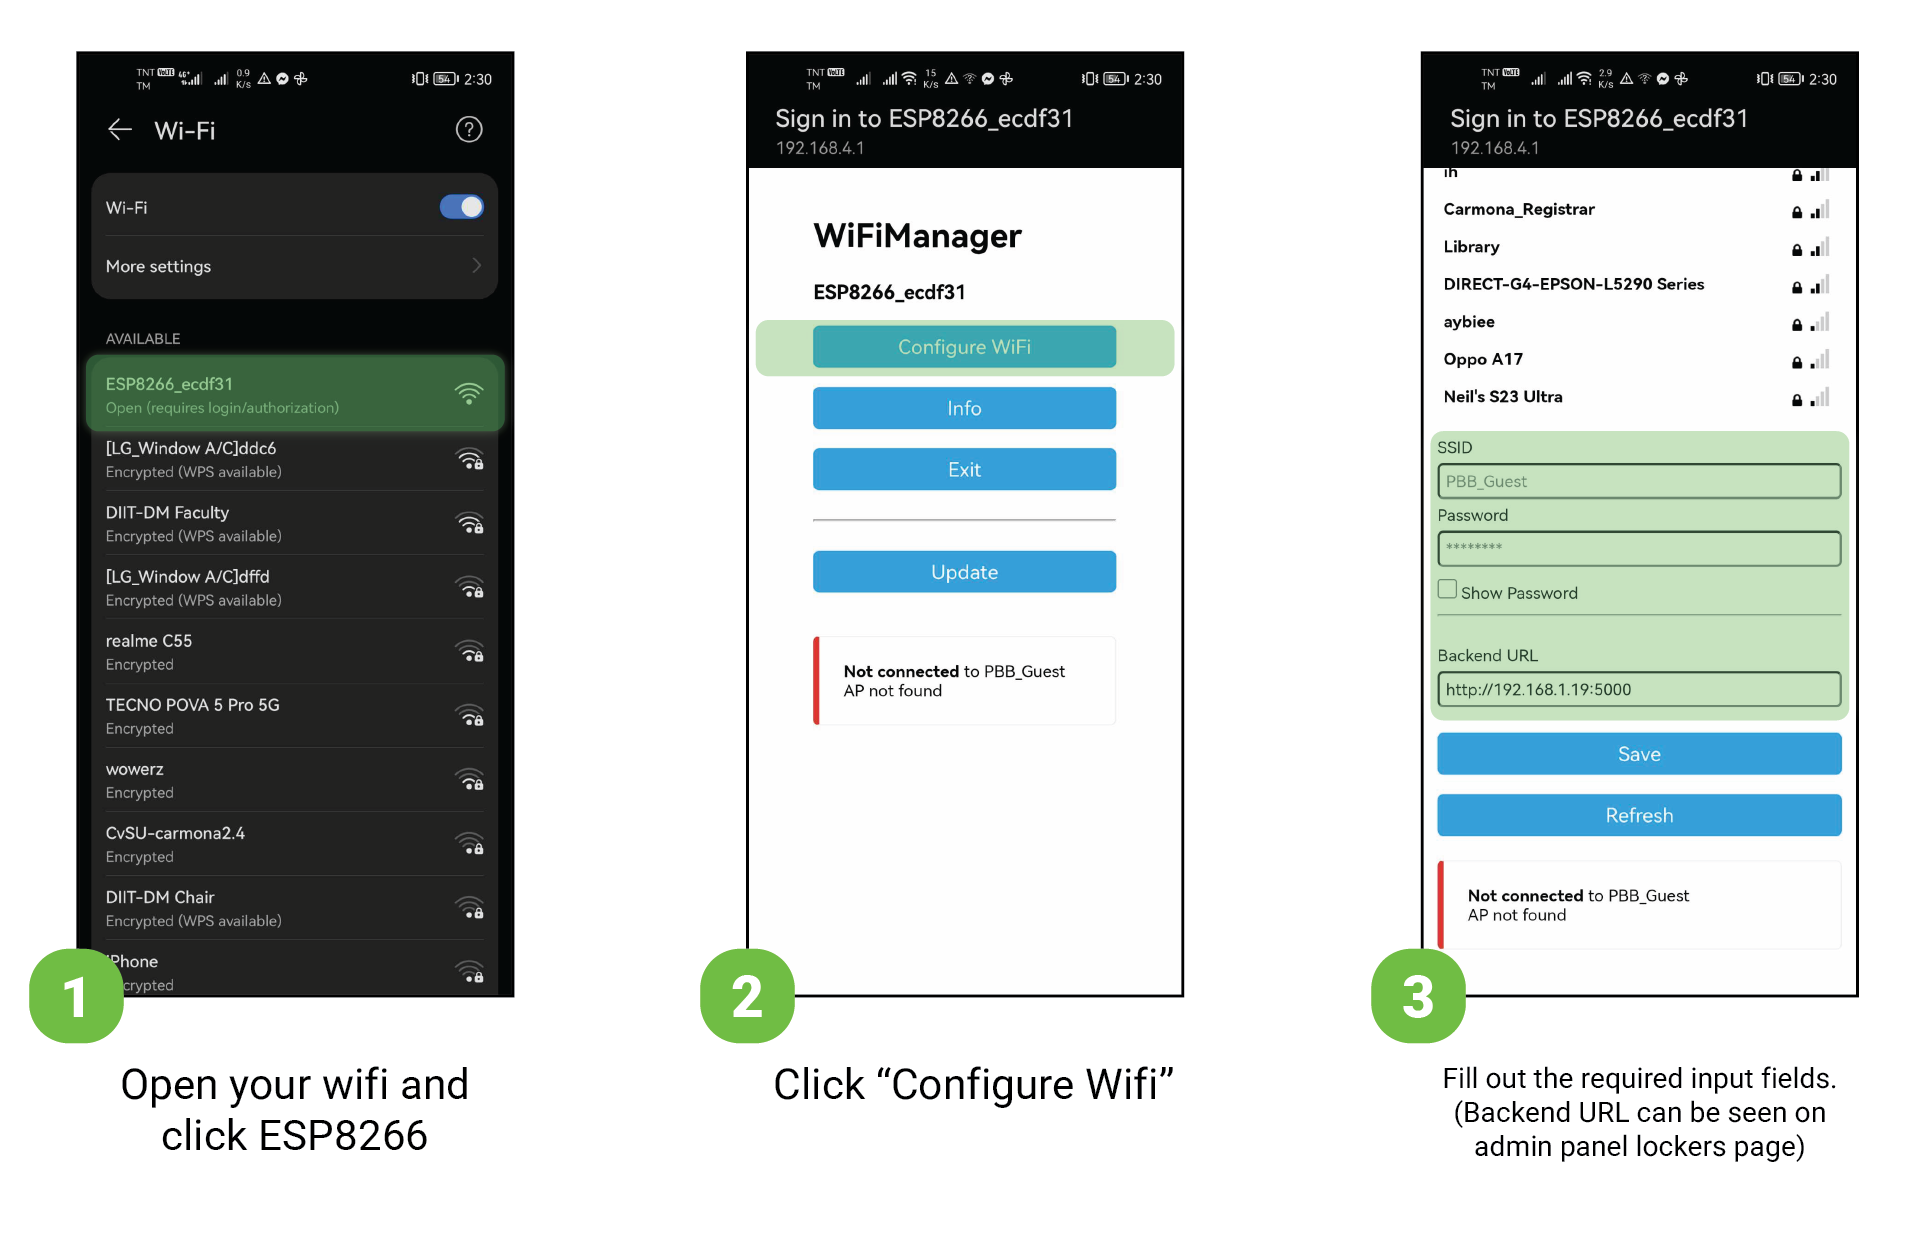 TNT VoLTE 4G+ 0.9 K/s 54 2:30
TM
Wi-Fi
Wi-Fi
More settings
AVAILABLE
ESP8266_ecdf31
Open (requires login/authorization)
[LG_Window A/C]ddc6
Encrypted (WPS available)
DIIT-DM Faculty
Encrypted (WPS available)
[LG_Window A/C]dffd
Encrypted (WPS available)
realme C55
Encrypted
TECNO POVA 5 Pro 5G
Encrypted
wowerz
Encrypted
CvSU-carmona2.4
Encrypted
DIIT-DM Chair
Encrypted (WPS available)
Phone
crypted
1
Open your wifi and
click ESP8266
TNT VoLTE 15 K/s 54 2:30
TM
Sign in to ESP8266_ecdf31
192.168.4.1
WiFiManager
ESP8266_ecdf31
Configure WiFi
Info
Exit
Update
Not connected to PBB_Guest
AP not found
2
Click “Configure Wifi”
TNT VoLTE 2.9 K/s 54 2:30
TM
Sign in to ESP8266_ecdf31
192.168.4.1
ih
Carmona_Registrar
Library
DIRECT-G4-EPSON-L5290 Series
aybiee
Oppo A17
Neil's S23 Ultra
SSID
PBB_Guest
Password
********
Show Password
Backend URL
http://192.168.1.19:5000
Save
Refresh
Not connected to PBB_Guest
AP not found
3
Fill out the required input fields.
(Backend URL can be seen on
admin panel lockers page)